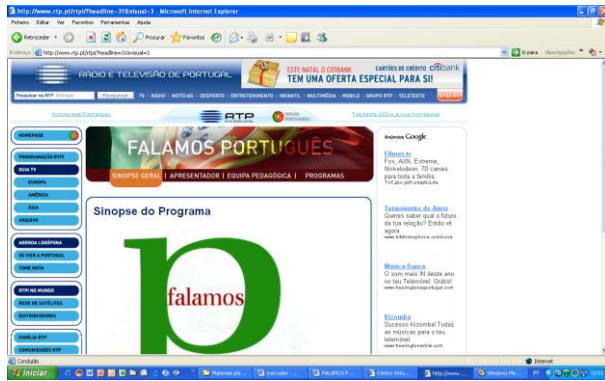 http://www.rtp.pt/rtpi/?headline=31&visual=3 - Microsoft Internet Explorer
Ficheiro Editar Ver Favoritos Ferramentas Ajuda
Retroceder Procurar Favoritos
Endereço http://www.rtp.pt/rtpi/?headline=31&visual=3 Ir para Hiperligações
RÁDIO E TELEVISÃO DE PORTUGAL
ESTE NATAL O CITIBANK
TEM UMA OFERTA ESPECIAL PARA SI!
CARTÕES DE CRÉDITO citibank
Pesquisar na RTP
Pesquisar
TV - RÁDIO - NOTÍCIAS - DESPORTO - ENTRETENIMENTO - INFANTIL - MULTIMÉDIA - MOBILE - GRUPO RTP - TELETEXTO
Homepage/Destaques
RTP
HOMEPAGE
PROGRAMAÇÃO RTPi
GUIA TV
EUROPA
AMÉRICA
ÁSIA
ARQUIVO
AGENDA LUSÓFONA
SE VIER A PORTUGAL
TOME NOTA
RTPi NO MUNDO
REDE DE SATÉLITES
DISTRIBUIDORES
FAMÍLIA RTP
COMUNIDADES RTP
FALAMOS PORTUGUÊS
SINOPSE GERAL | APRESENTADOR | EQUIPA PEDAGÓGICA | PROGRAMAS
Sinopse do Programa
p
falamos
Anúncios Google
Filmes tv
Fox, AXN, Extreme,
Nickelodeon. 70 canais
para toda a família.
Termómetro do Amor
Queres saber qual o futuro
da tua relação? Então vê
agora
Música Dance
O som mais IN deste ano
no teu Telemóvel. Grátis!
Kizomba
Sucesso Kizomba! Todas
as músicas para o teu
telemóvel
Concluído
Internet
Iniciar
PT